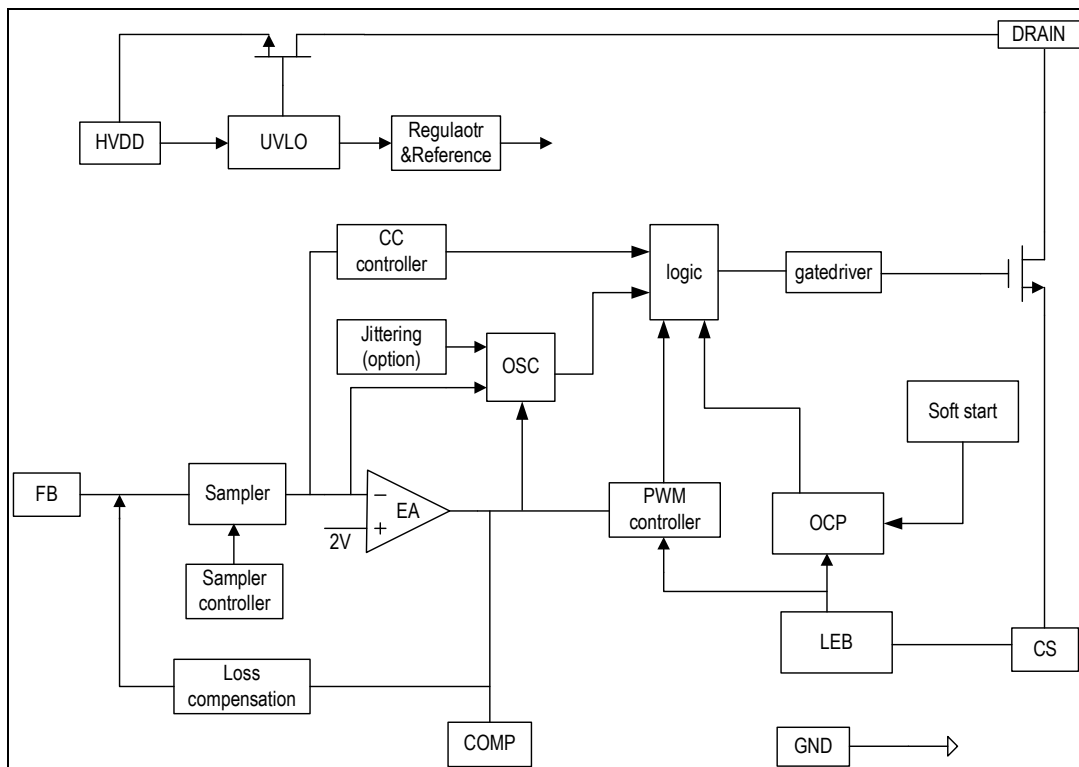 DRAIN
HVDD
UVLO
Regulaotr
&Reference
CC
controller
logic
gatedriver
Jittering
(option)
OSC
Soft start
FB
Sampler
−
EA
+
2V
PWM
controller
OCP
Sampler
controller
LEB
CS
Loss
compensation
COMP
GND